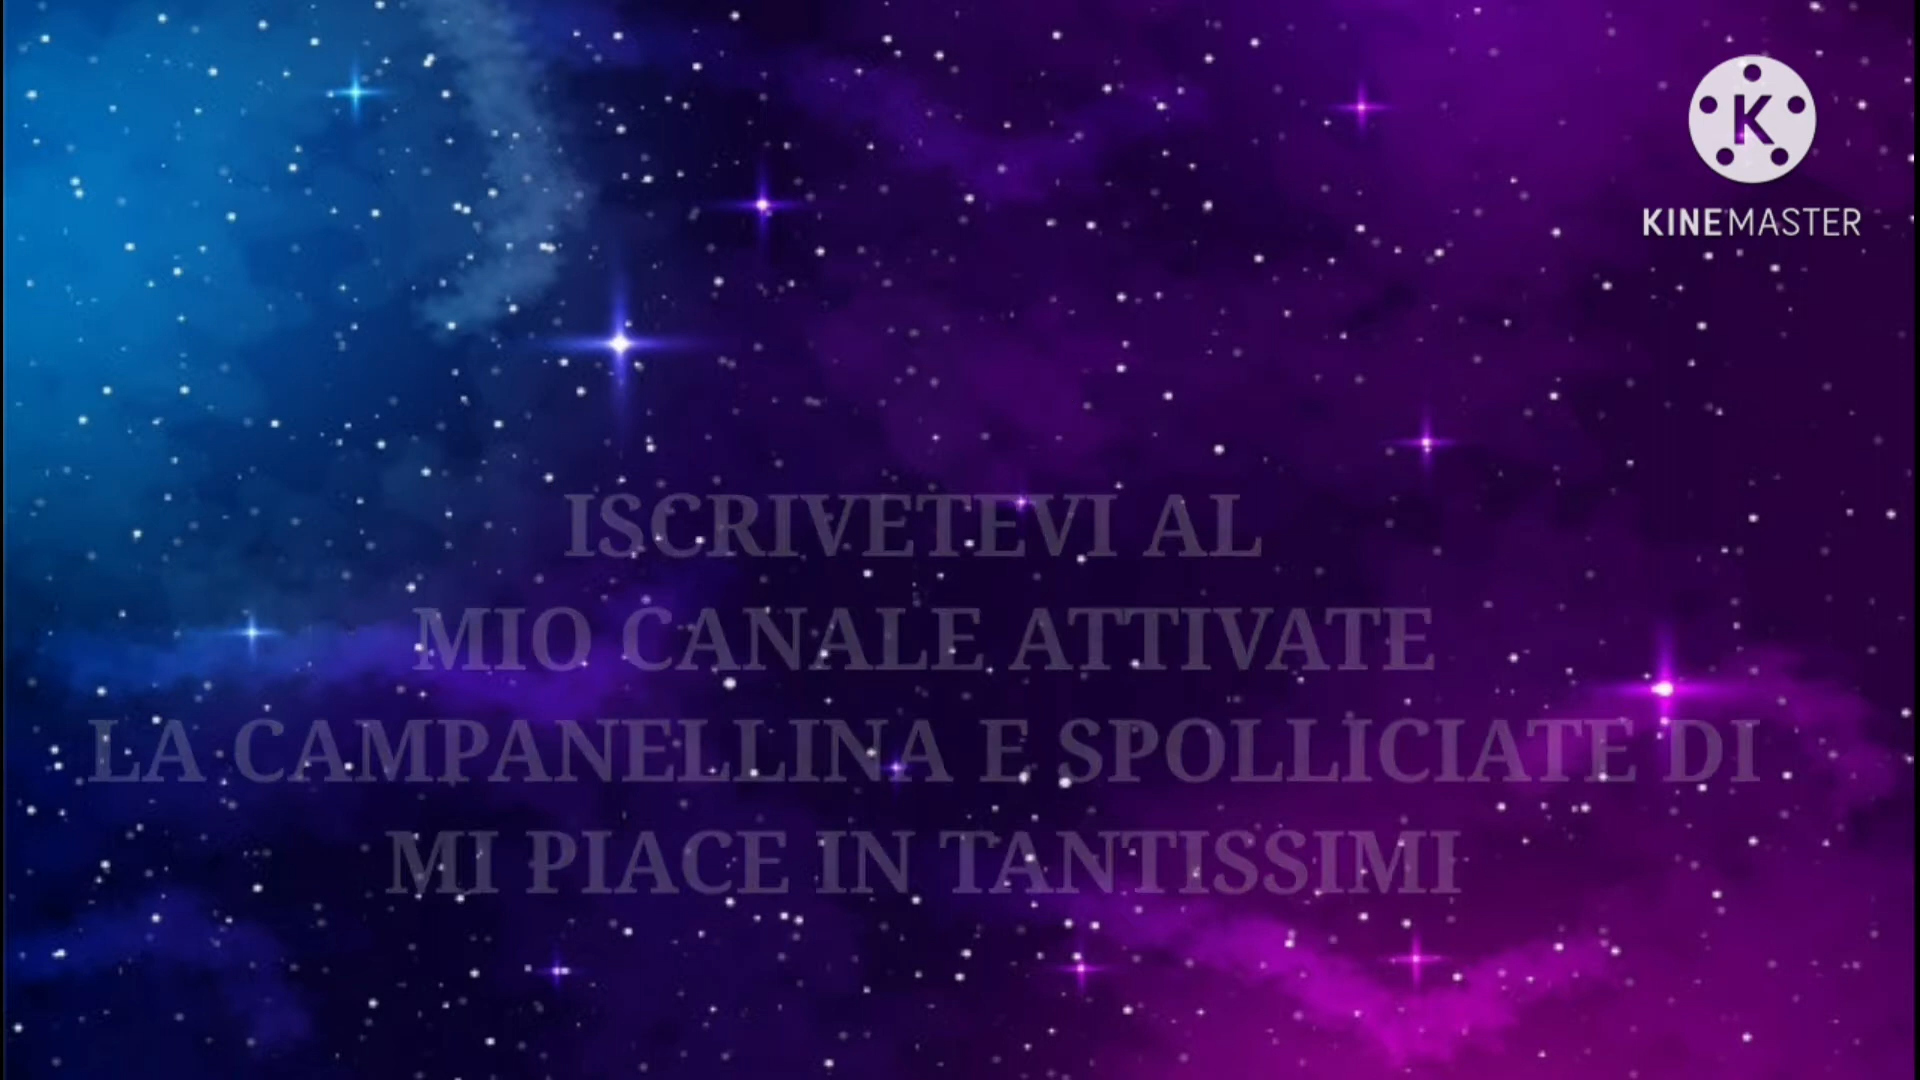 K
KINEMASTER
ISCRIVETEVI AL
MIO CANALE ATTIVATE
LA CAMPANELLINA E SPOLLICIATE DI
MI PIACE IN TANTISSIMI